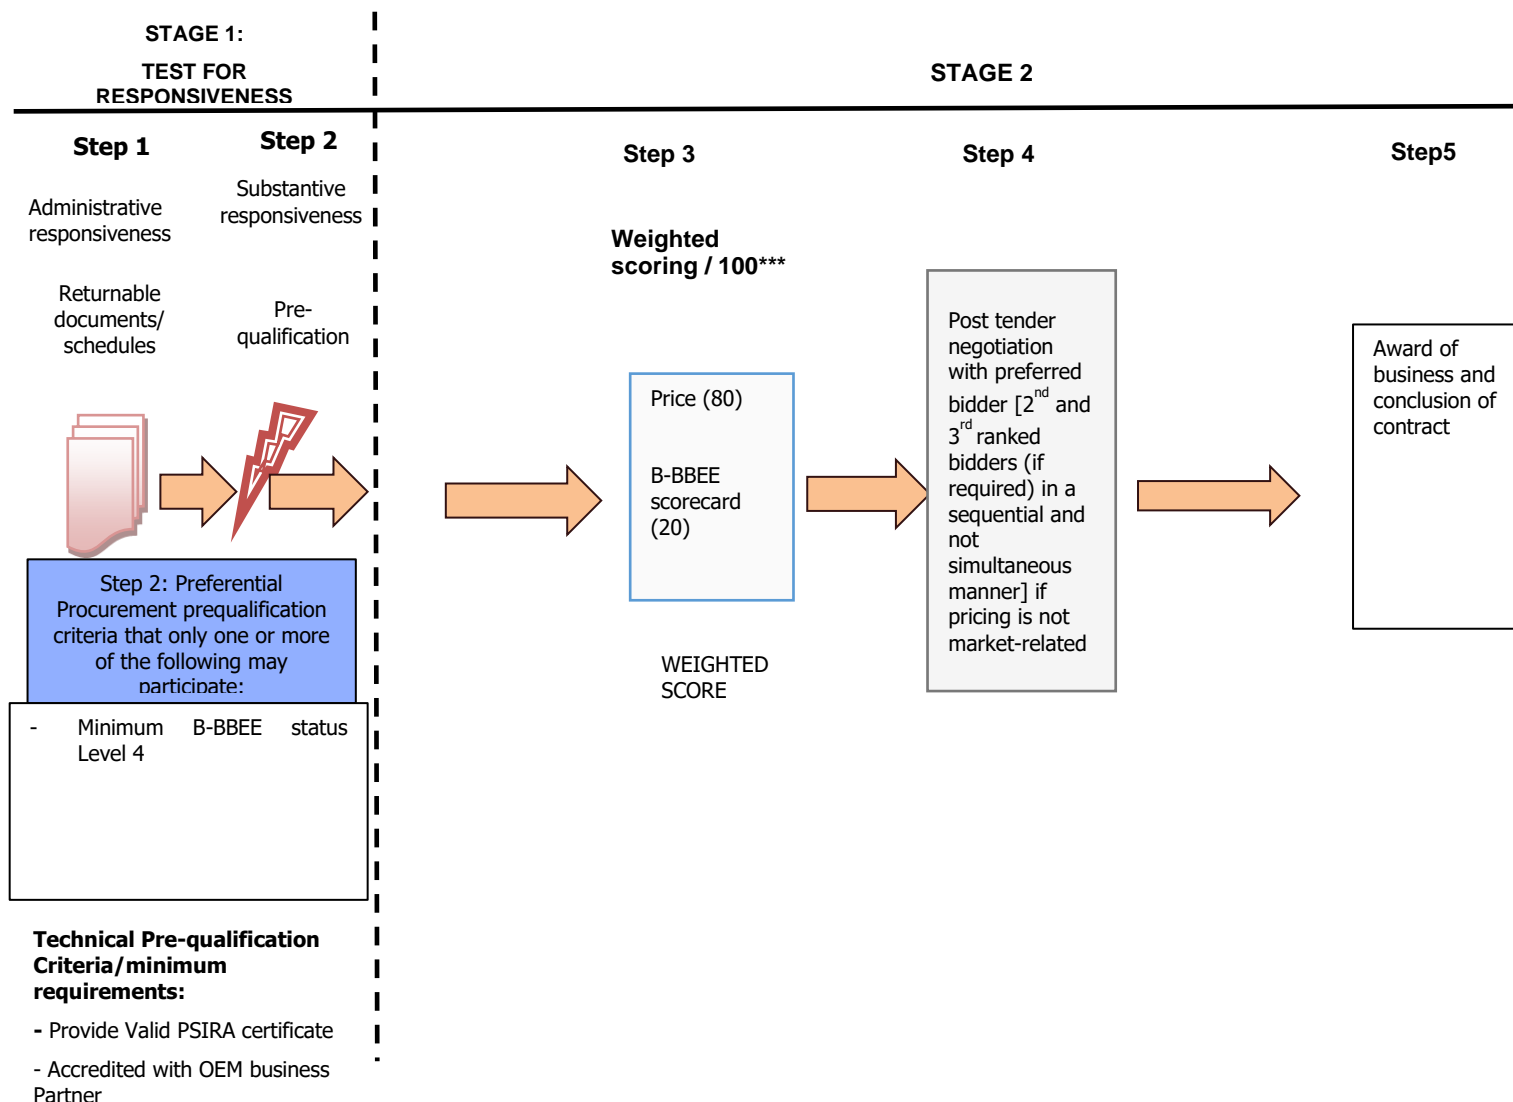 STAGE 1:
TEST FOR
RESPONSIVENESS
STAGE 2
Step 1
Step 2
Step 3
Step 4
Step5
Administrative
responsiveness
Substantive
responsiveness
Returnable
documents/
schedules
Pre-
qualification
Weighted
scoring / 100***
Price (80)
B-BBEE
scorecard
(20)
WEIGHTED
SCORE
Post tender
negotiation
with preferred
bidder [2nd and
3rd ranked
bidders (if
required) in a
sequential and
not
simultaneous
manner] if
pricing is not
market-related
Award of
business and
conclusion of
contract
Step 2: Preferential
Procurement prequalification
criteria that only one or more
of the following may
participate:
- Minimum B-BBEE status
Level 4
Technical Pre-qualification
Criteria/minimum
requirements:
- Provide Valid PSIRA certificate
- Accredited with OEM business
Partner